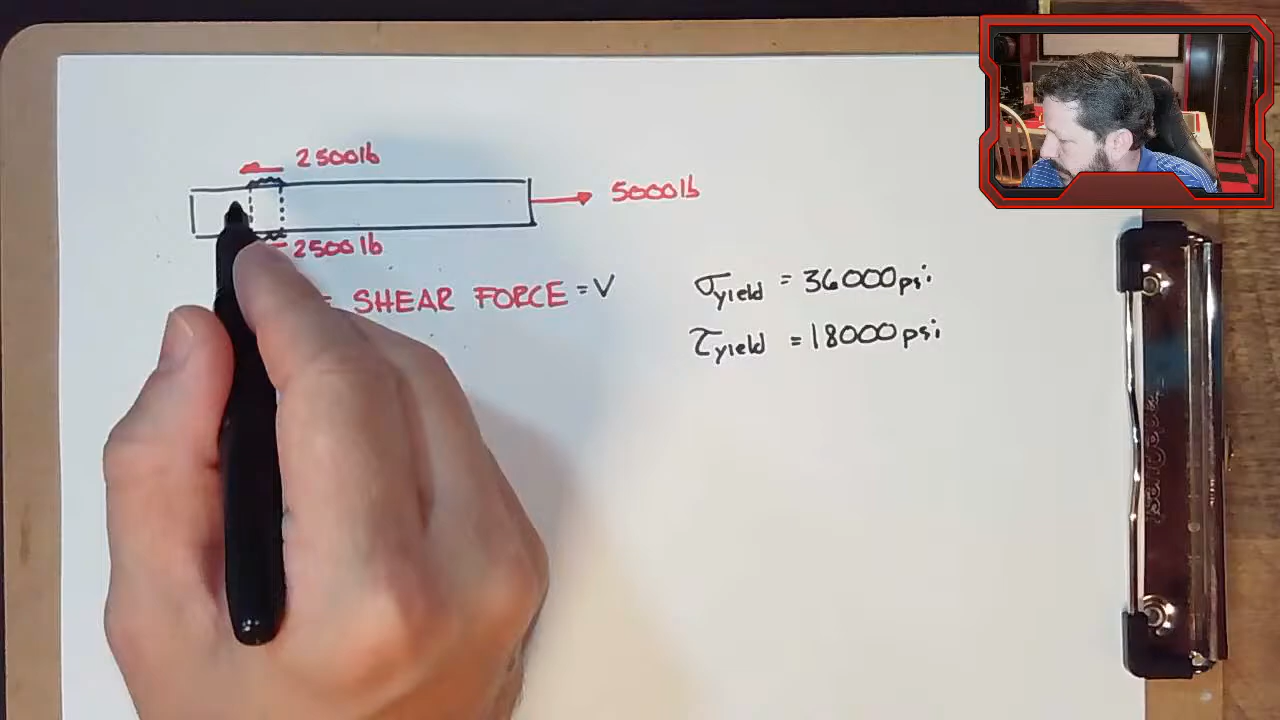 2500lb
5000lb
2500lb
SHEAR FORCE = V
σyield = 36000psi
τyield = 18000psi